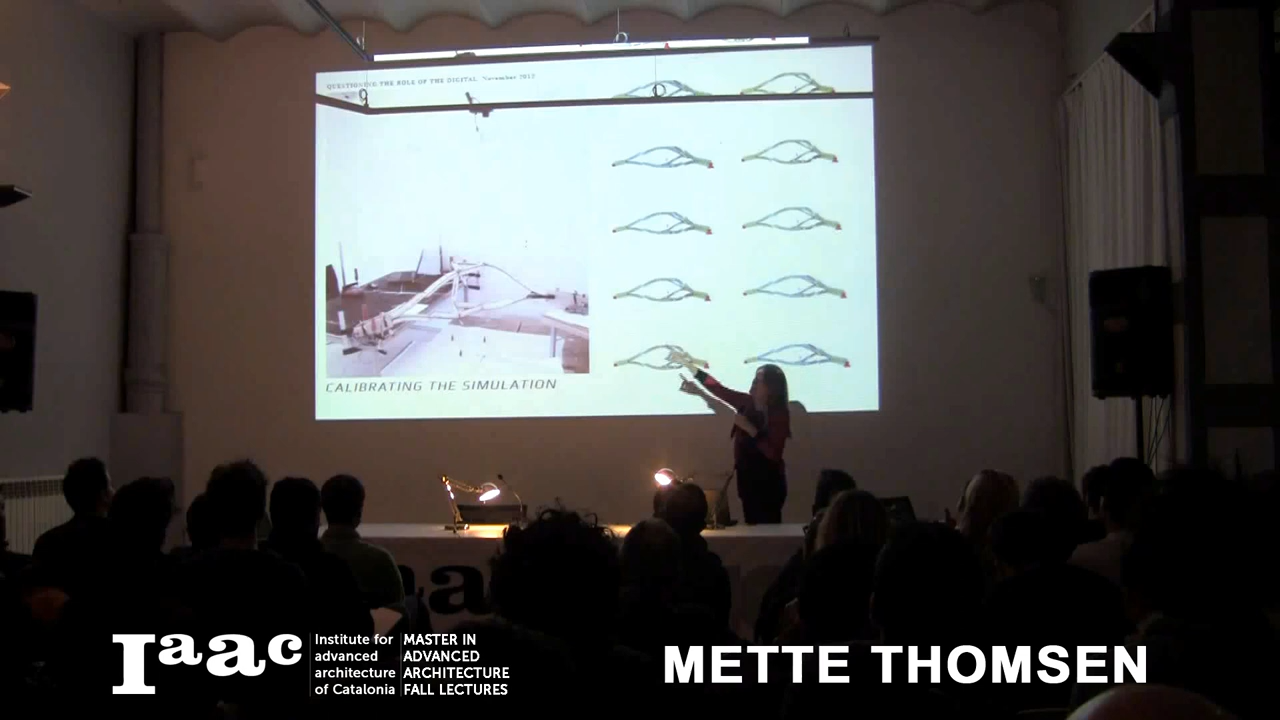 QUESTIONING THE ROLE OF THE DIGITAL November 2012
CALIBRATING THE SIMULATION
aa
Iaac
Institute for
advanced
architecture
of Catalonia
MASTER IN
ADVANCED
ARCHITECTURE
FALL LECTURES
METTE THOMSEN